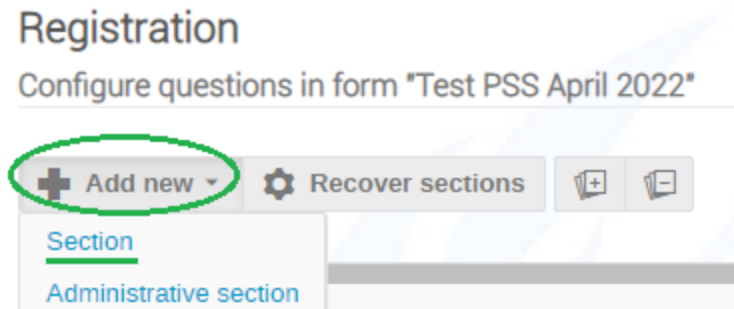 Registration
Configure questions in form "Test PSS April 2022"
Add new Recover sections
Section
Administrative section